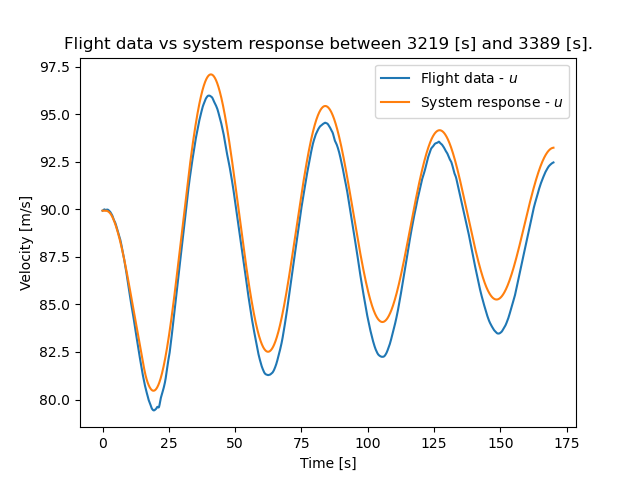 Flight data vs system response between 3219 [s] and 3389 [s].
97.5
95.0
92.5
90.0
87.5
85.0
82.5
80.0
Velocity [m/s]
Flight data - u
System response - u
0 25 50 75 100 125 150 175
Time [s]